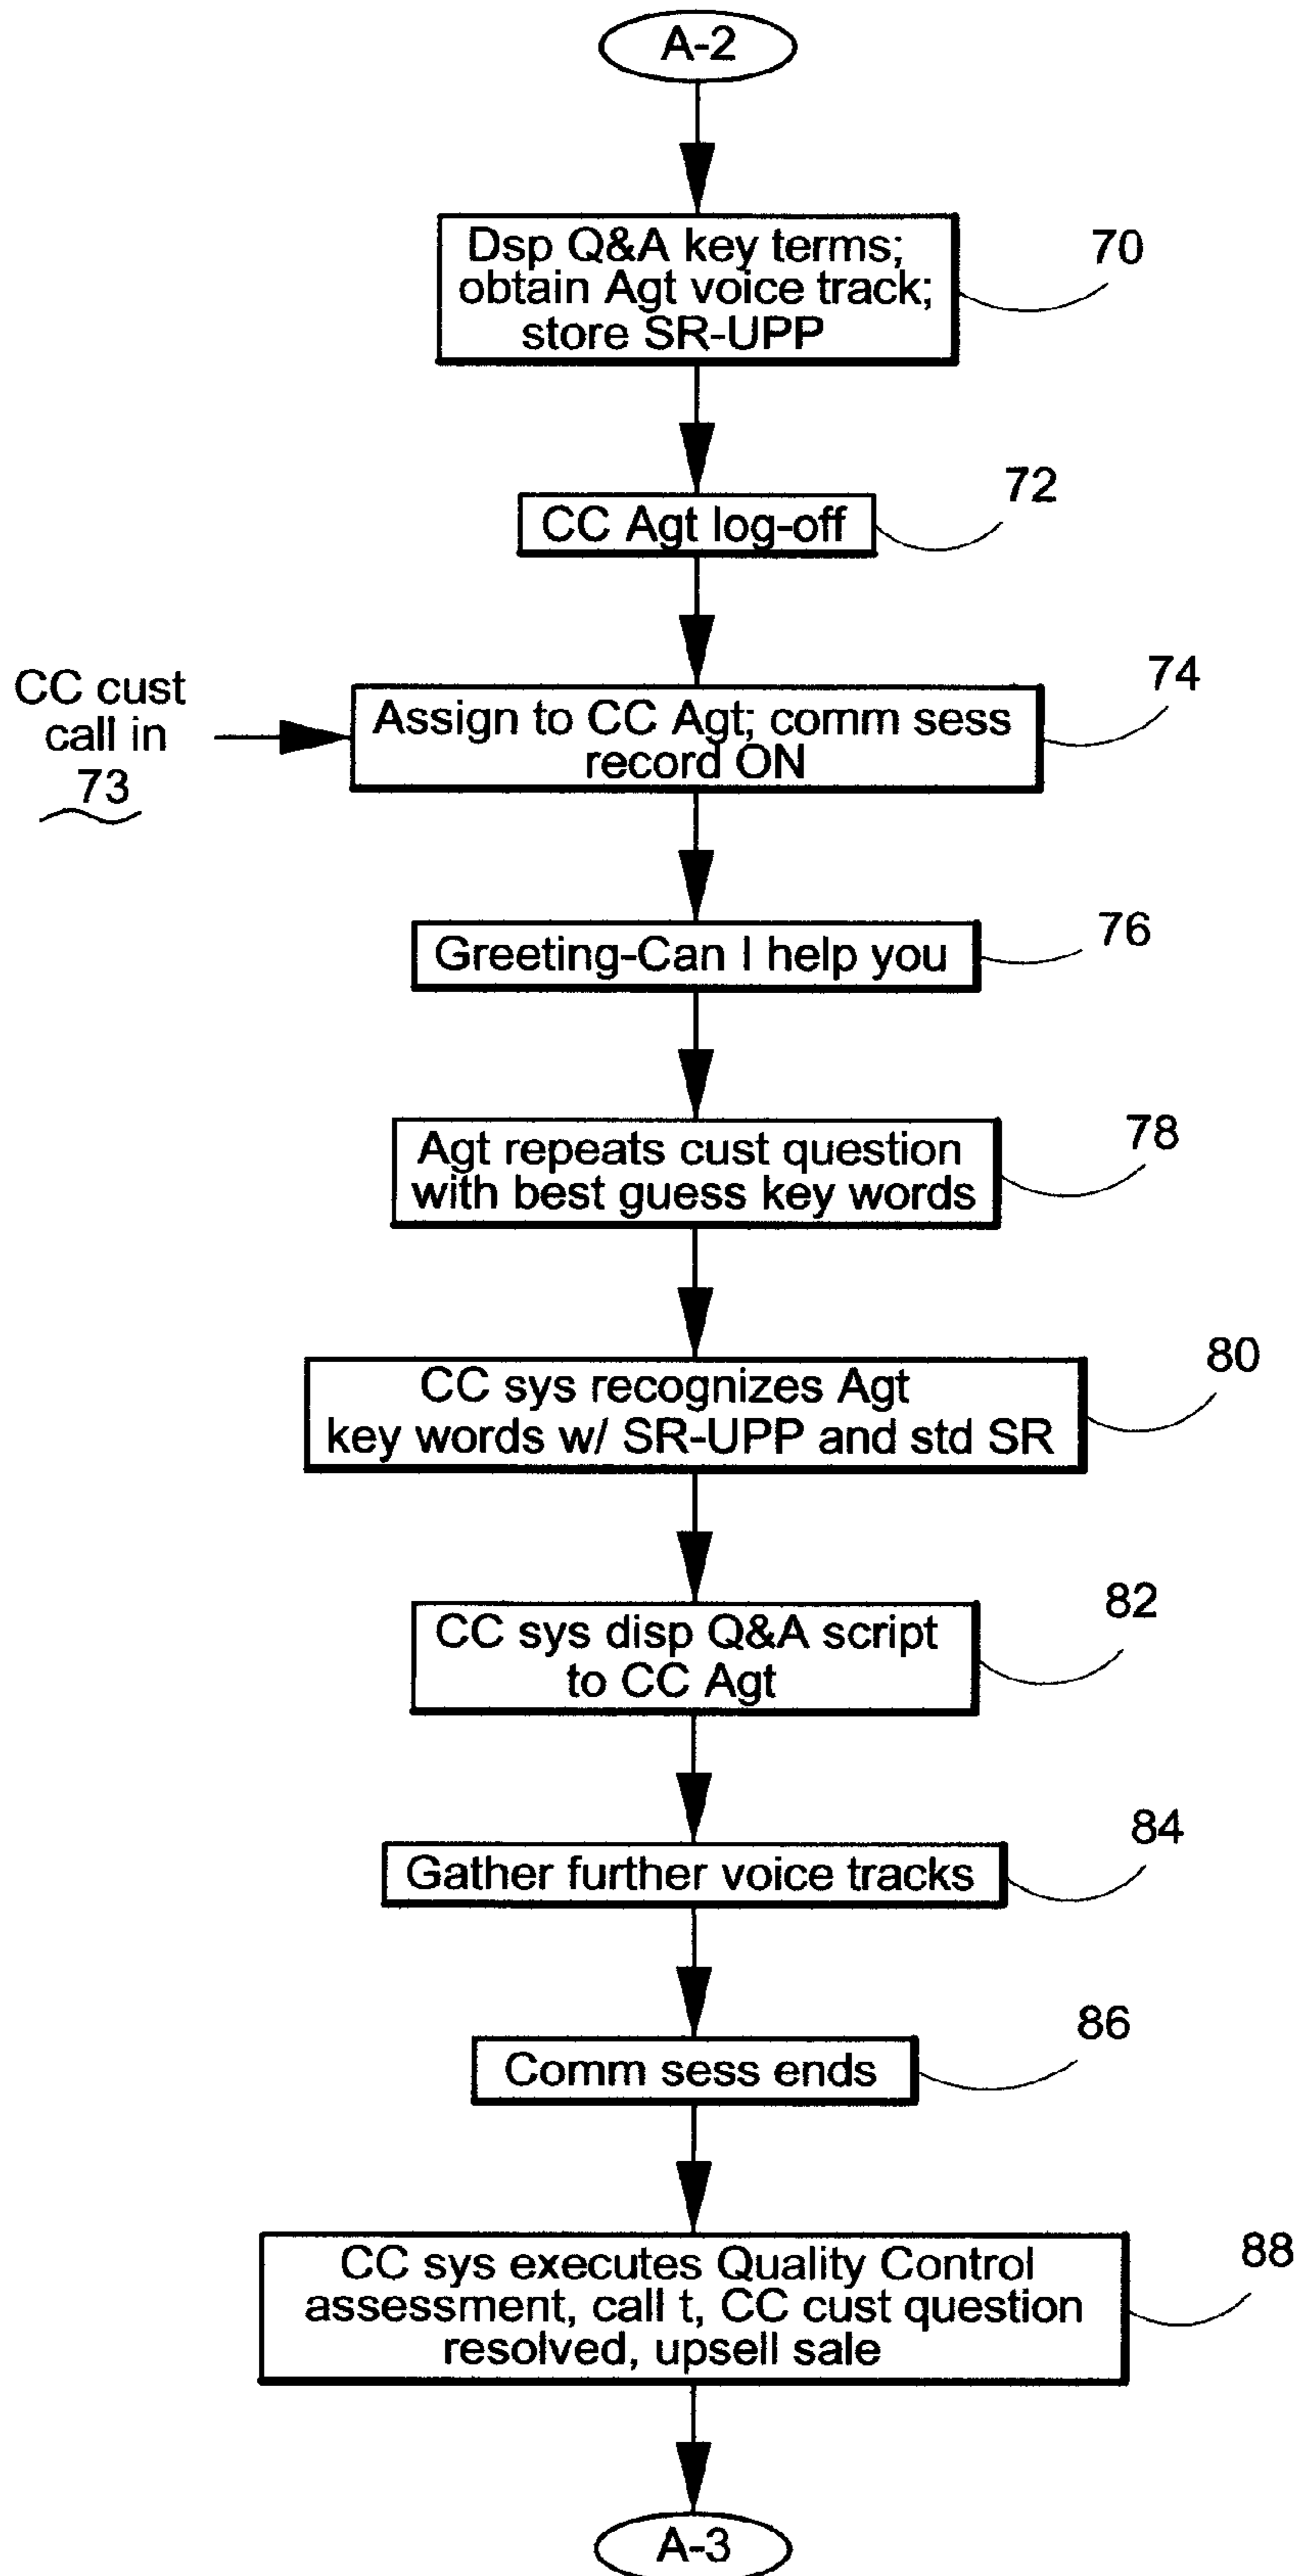 A-2
Dsp Q&A key terms;
obtain Agt voice track;
store SR-UPP
70
CC Agt log-off
72
CC cust
call in
73
Assign to CC Agt; comm sess
record ON
74
Greeting-Can I help you
76
Agt repeats cust question
with best guess key words
78
CC sys recognizes Agt
key words w/ SR-UPP and std SR
80
CC sys disp Q&A script
to CC Agt
82
Gather further voice tracks
84
Comm sess ends
86
CC sys executes Quality Control
assessment, call t, CC cust question
resolved, upsell sale
88
A-3